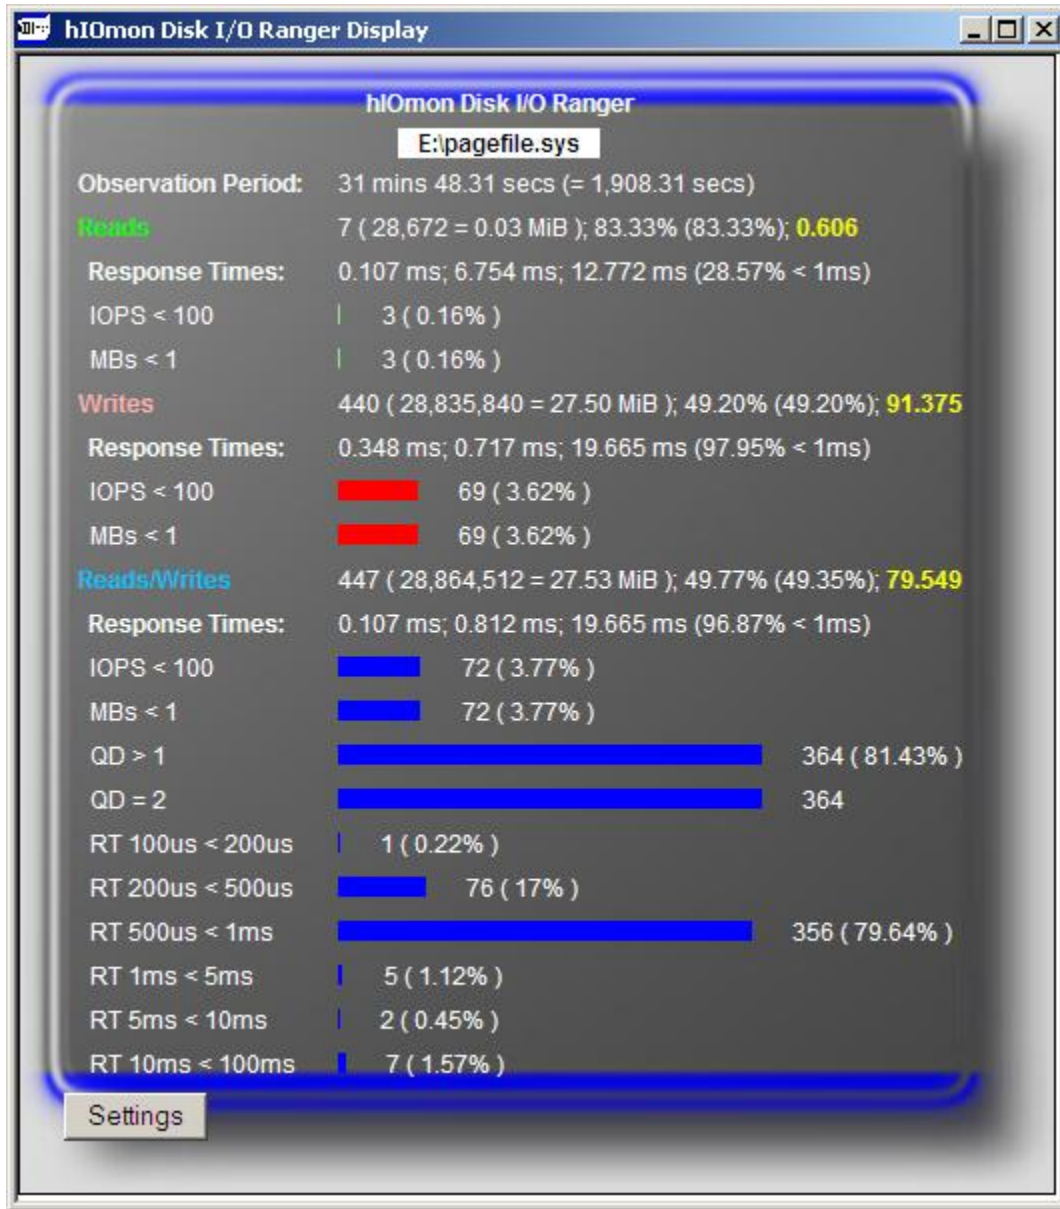 hIOmon Disk I/O Ranger Display
hIOmon Disk I/O Ranger
E:\pagefile.sys
Observation Period: 31 mins 48.31 secs (= 1,908.31 secs)
Reads 7 ( 28,672 = 0.03 MiB ); 83.33% (83.33%); 0.606
Response Times: 0.107 ms; 6.754 ms; 12.772 ms (28.57% < 1ms)
IOPS < 100 3 ( 0.16% )
MBs < 1 3 ( 0.16% )
Writes 440 ( 28,835,840 = 27.50 MiB ); 49.20% (49.20%); 91.375
Response Times: 0.348 ms; 0.717 ms; 19.665 ms (97.95% < 1ms)
IOPS < 100 69 ( 3.62% )
MBs < 1 69 ( 3.62% )
Reads/Writes 447 ( 28,864,512 = 27.53 MiB ); 49.77% (49.35%); 79.549
Response Times: 0.107 ms; 0.812 ms; 19.665 ms (96.87% < 1ms)
IOPS < 100 72 ( 3.77% )
MBs < 1 72 ( 3.77% )
QD > 1 364 ( 81.43% )
QD = 2 364
RT 100us < 200us 1 ( 0.22% )
RT 200us < 500us 76 ( 17% )
RT 500us < 1ms 356 ( 79.64% )
RT 1ms < 5ms 5 ( 1.12% )
RT 5ms < 10ms 2 ( 0.45% )
RT 10ms < 100ms 7 ( 1.57% )
Settings